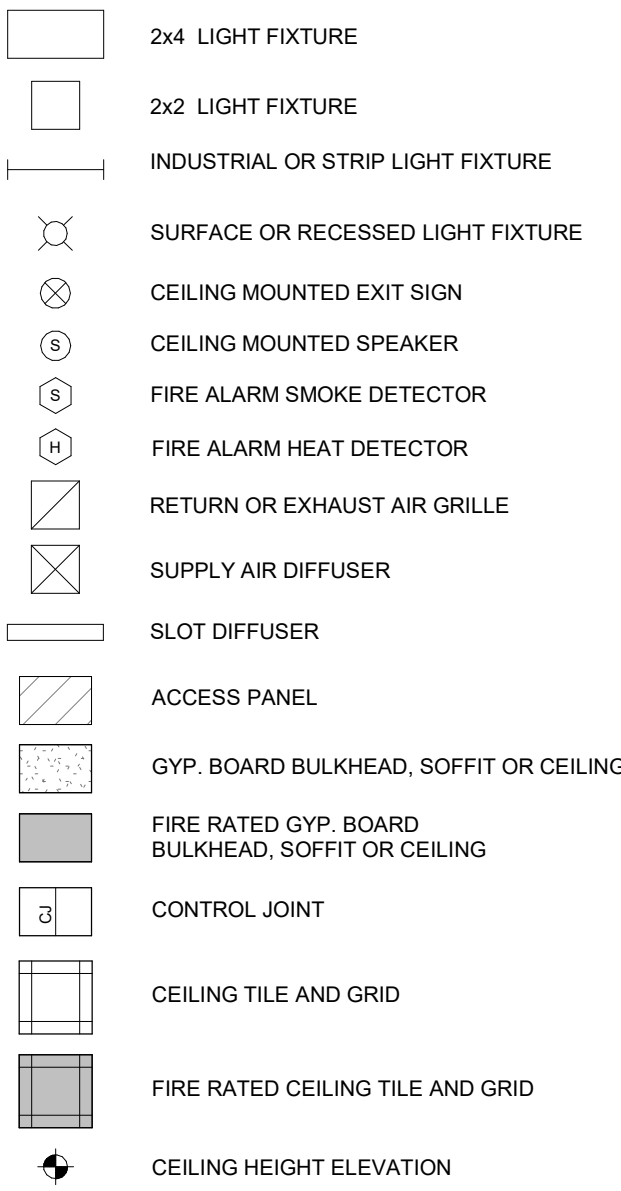 2x4 LIGHT FIXTURE
2x2 LIGHT FIXTURE
INDUSTRIAL OR STRIP LIGHT FIXTURE
SURFACE OR RECESSED LIGHT FIXTURE
CEILING MOUNTED EXIT SIGN
S CEILING MOUNTED SPEAKER
S FIRE ALARM SMOKE DETECTOR
H FIRE ALARM HEAT DETECTOR
RETURN OR EXHAUST AIR GRILLE
SUPPLY AIR DIFFUSER
SLOT DIFFUSER
ACCESS PANEL
GYP. BOARD BULKHEAD, SOFFIT OR CEILING
FIRE RATED GYP. BOARD
BULKHEAD, SOFFIT OR CEILING
CJ CONTROL JOINT
CEILING TILE AND GRID
FIRE RATED CEILING TILE AND GRID
CEILING HEIGHT ELEVATION